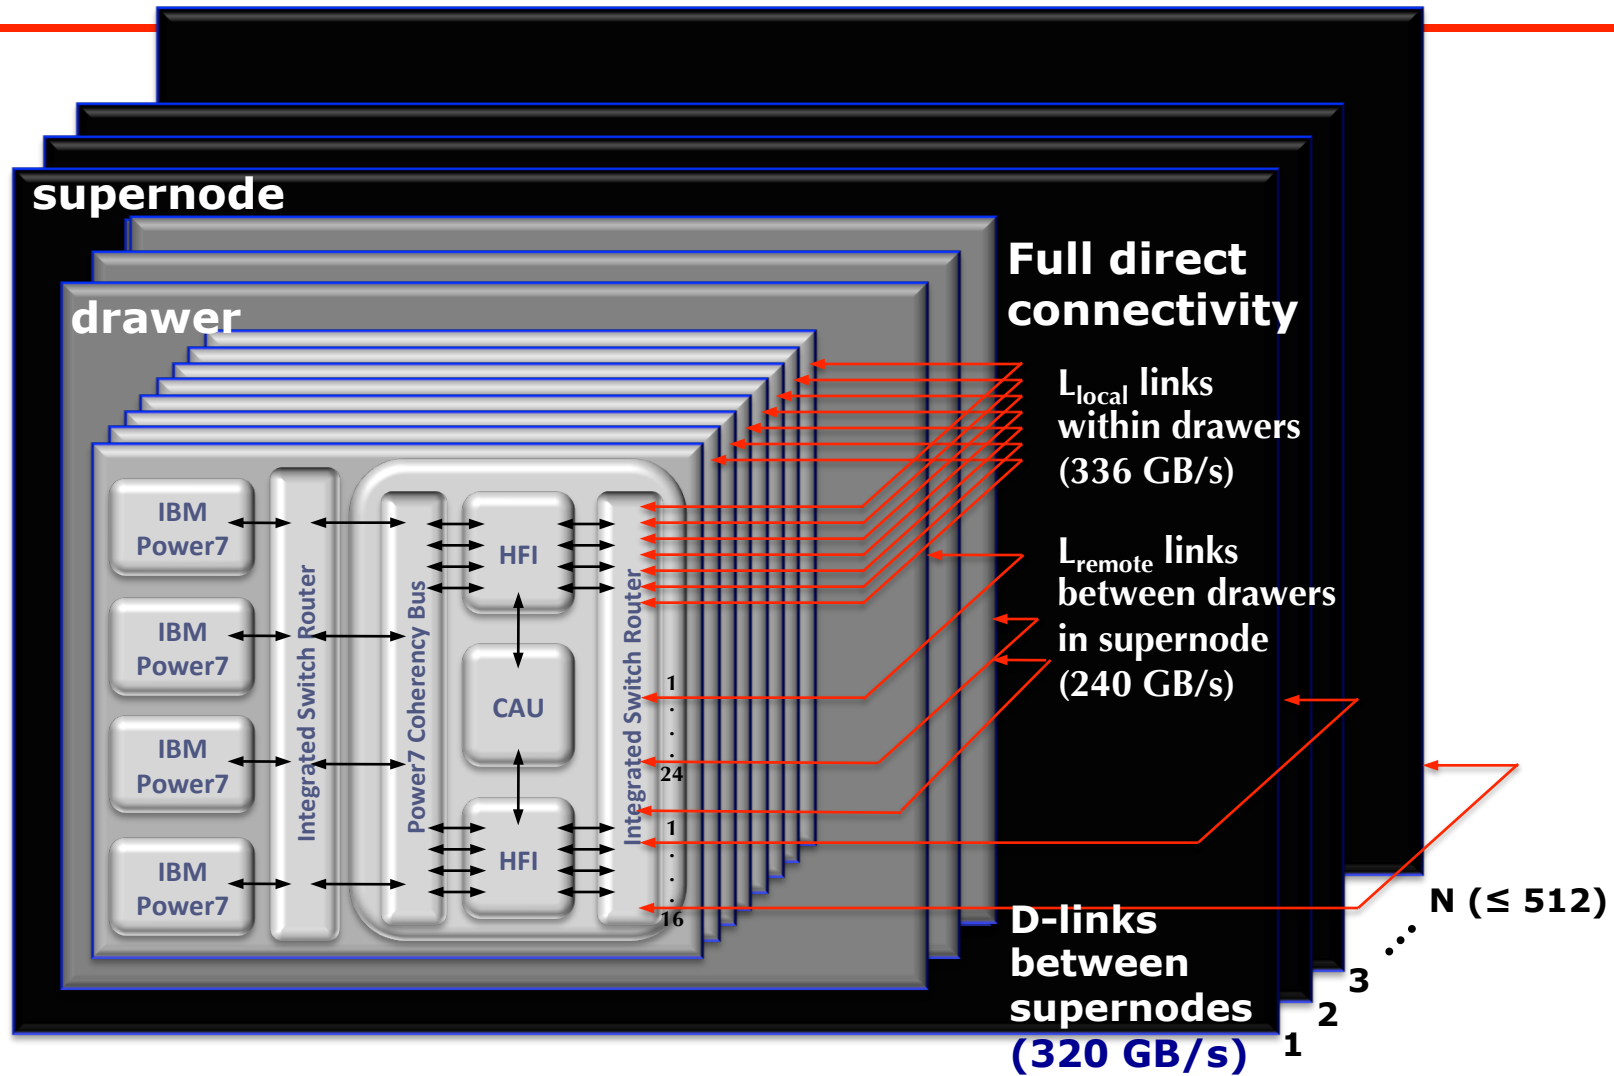 supernode
drawer
Full direct
connectivity
L_local links
within drawers
(336 GB/s)
L_remote links
between drawers
in supernode
(240 GB/s)
IBM
Power7
IBM
Power7
IBM
Power7
IBM
Power7
Integrated Switch Router
Power7 Coherency Bus
HFI
CAU
HFI
Integrated Switch Router
1
.
.
.
24
1
.
.
.
16
D-links
between
supernodes
(320 GB/s)
1
2
3
...
N (≤ 512)